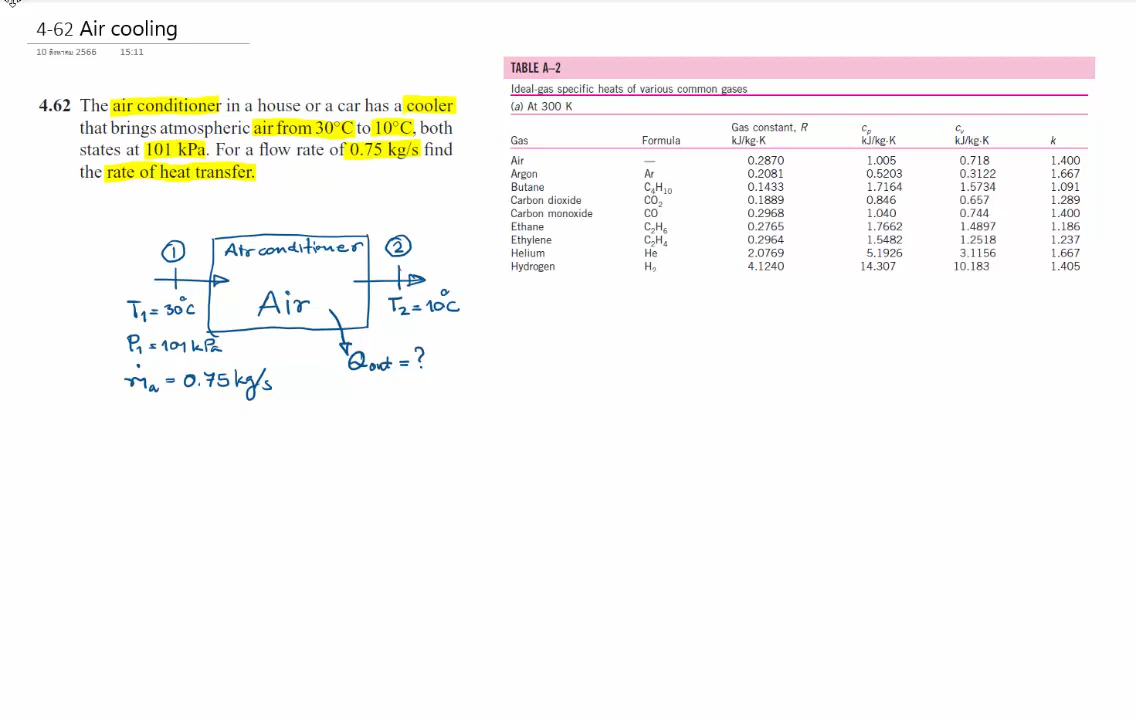 4-62 Air cooling
10 สิงหาคม 2566 15:11
4.62 The air conditioner in a house or a car has a cooler
that brings atmospheric air from 30°C to 10°C, both
states at 101 kPa. For a flow rate of 0.75 kg/s find
the rate of heat transfer.
TABLE A–2
Ideal-gas specific heats of various common gases
(a) At 300 K
Gas Formula Gas constant, R kJ/kg·K cp kJ/kg·K cv kJ/kg·K k
Air — 0.2870 1.005 0.718 1.400
Argon Ar 0.2081 0.5203 0.3122 1.667
Butane C4H10 0.1433 1.7164 1.5734 1.091
Carbon dioxide CO2 0.1889 0.846 0.657 1.289
Carbon monoxide CO 0.2968 1.040 0.744 1.400
Ethane C2H6 0.2765 1.7662 1.4897 1.186
Ethylene C2H4 0.2964 1.5482 1.2518 1.237
Helium He 2.0769 5.1926 3.1156 1.667
Hydrogen H2 4.1240 14.307 10.183 1.405
① Air conditioner ②
Air
T1 = 30°C
T2 = 10°C
P1 = 101 kPa
Qout = ?
ṁa = 0.75 kg/s